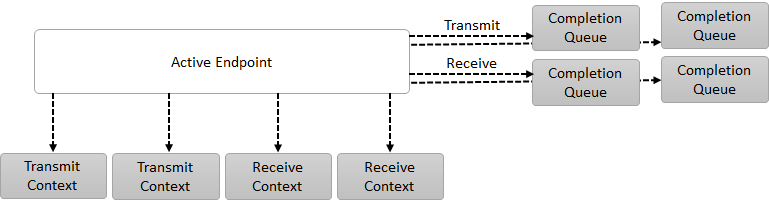 Transmit
Completion
Queue
Completion
Queue
Active Endpoint
Receive
Completion
Queue
Completion
Queue
Transmit
Context
Transmit
Context
Receive
Context
Receive
Context